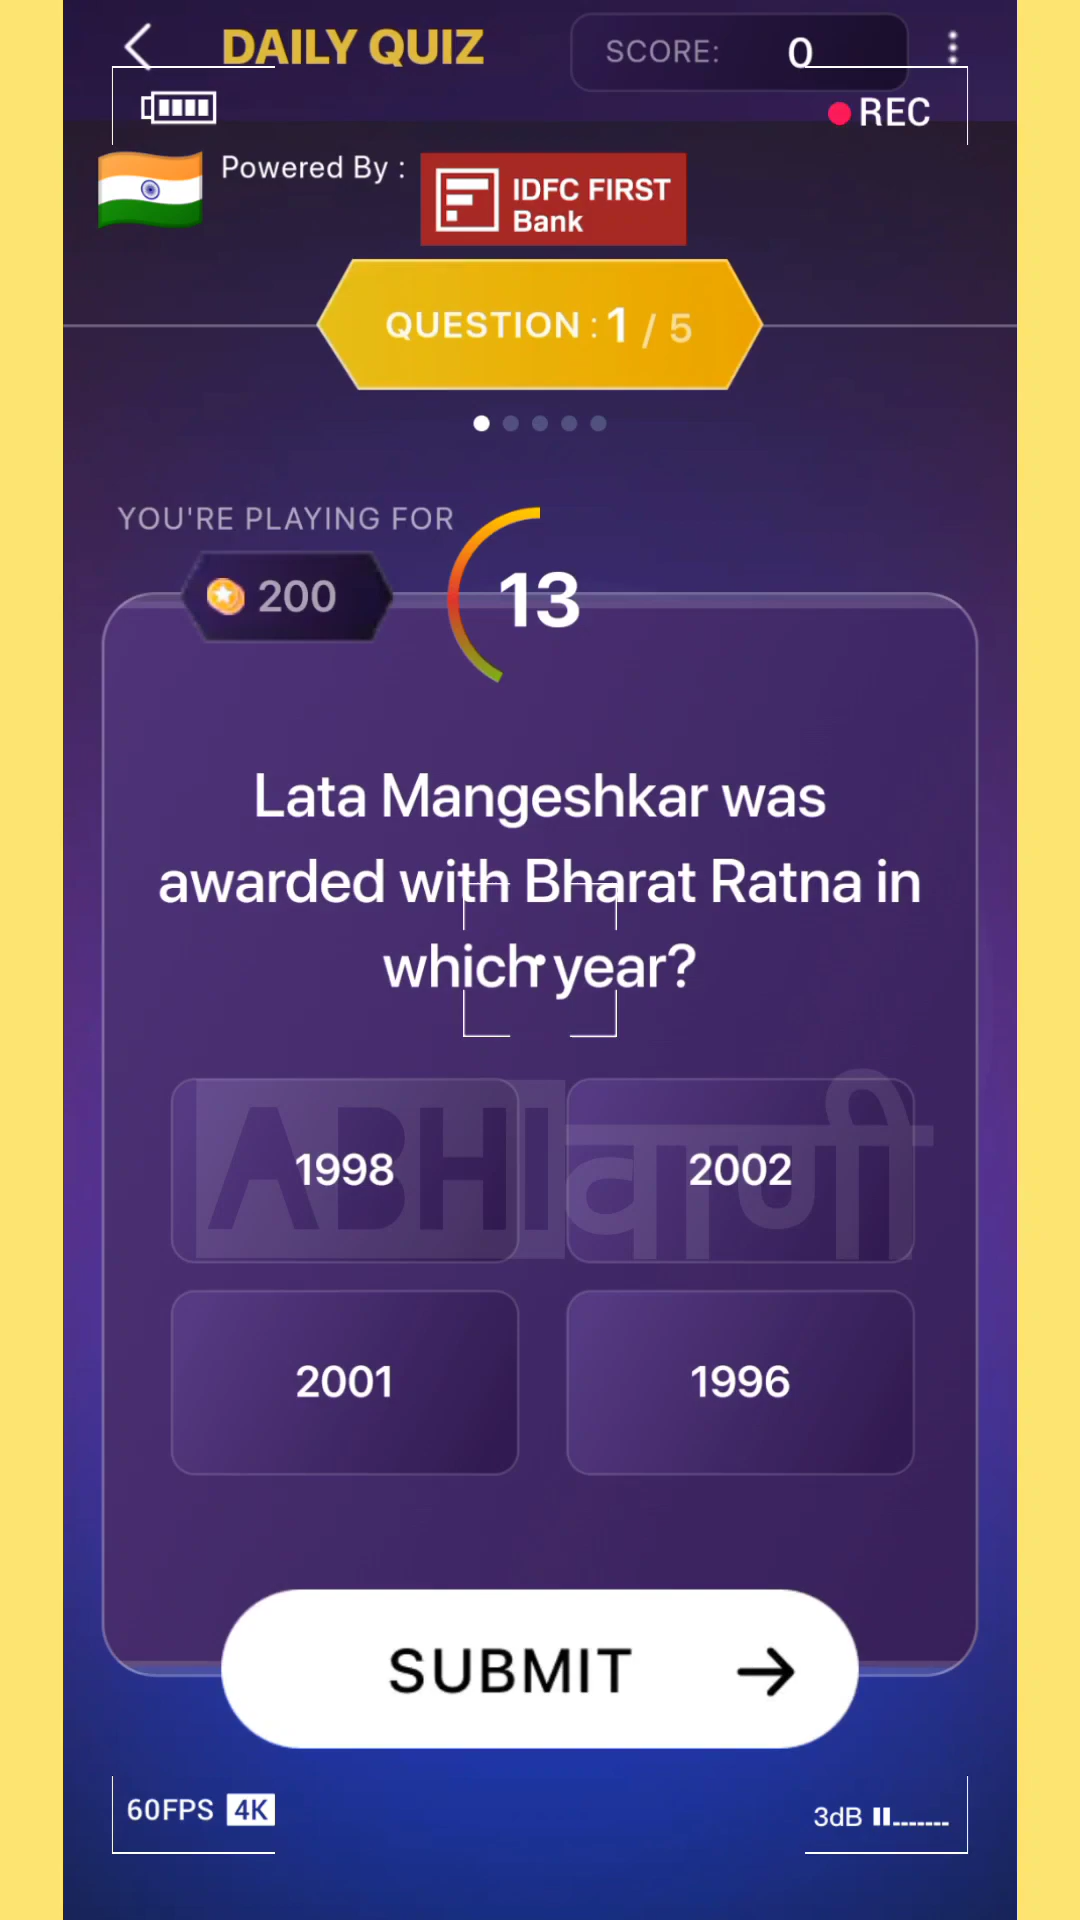 DAILY QUIZ
SCORE: 0
REC
Powered By :
IDFC FIRST
Bank
QUESTION : 1 / 5
YOU'RE PLAYING FOR
200
13
Lata Mangeshkar was
awarded with Bharat Ratna in
which year?
ABHIवाणी
1998
2002
2001
1996
SUBMIT
60FPS 4K
3dB